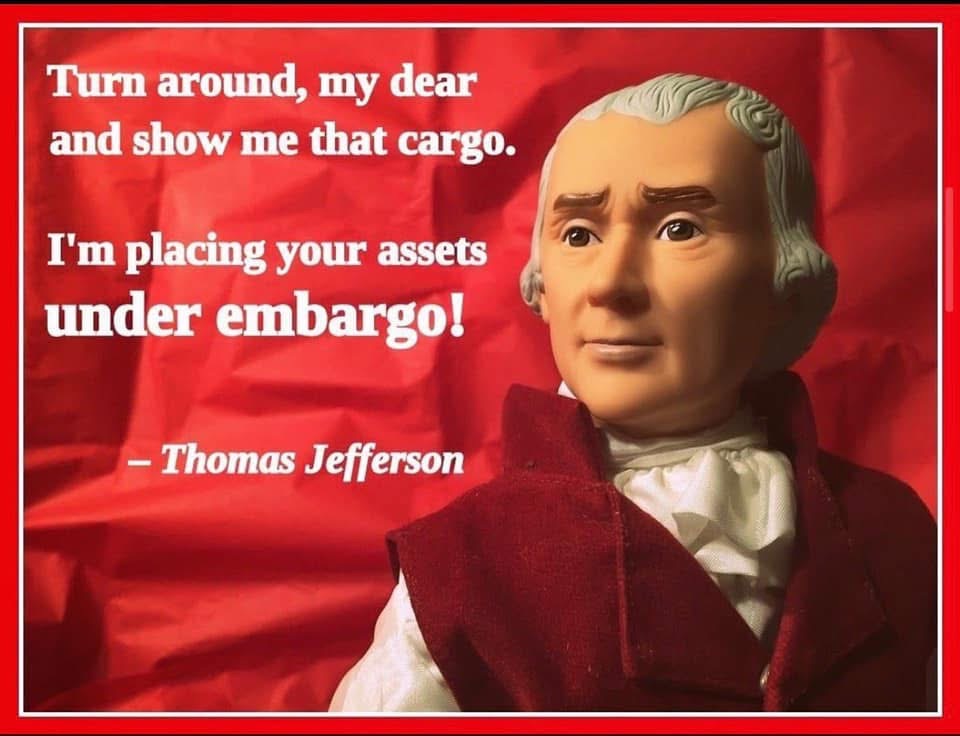 Turn around, my dear
and show me that cargo.
I'm placing your assets
under embargo!
– Thomas Jefferson